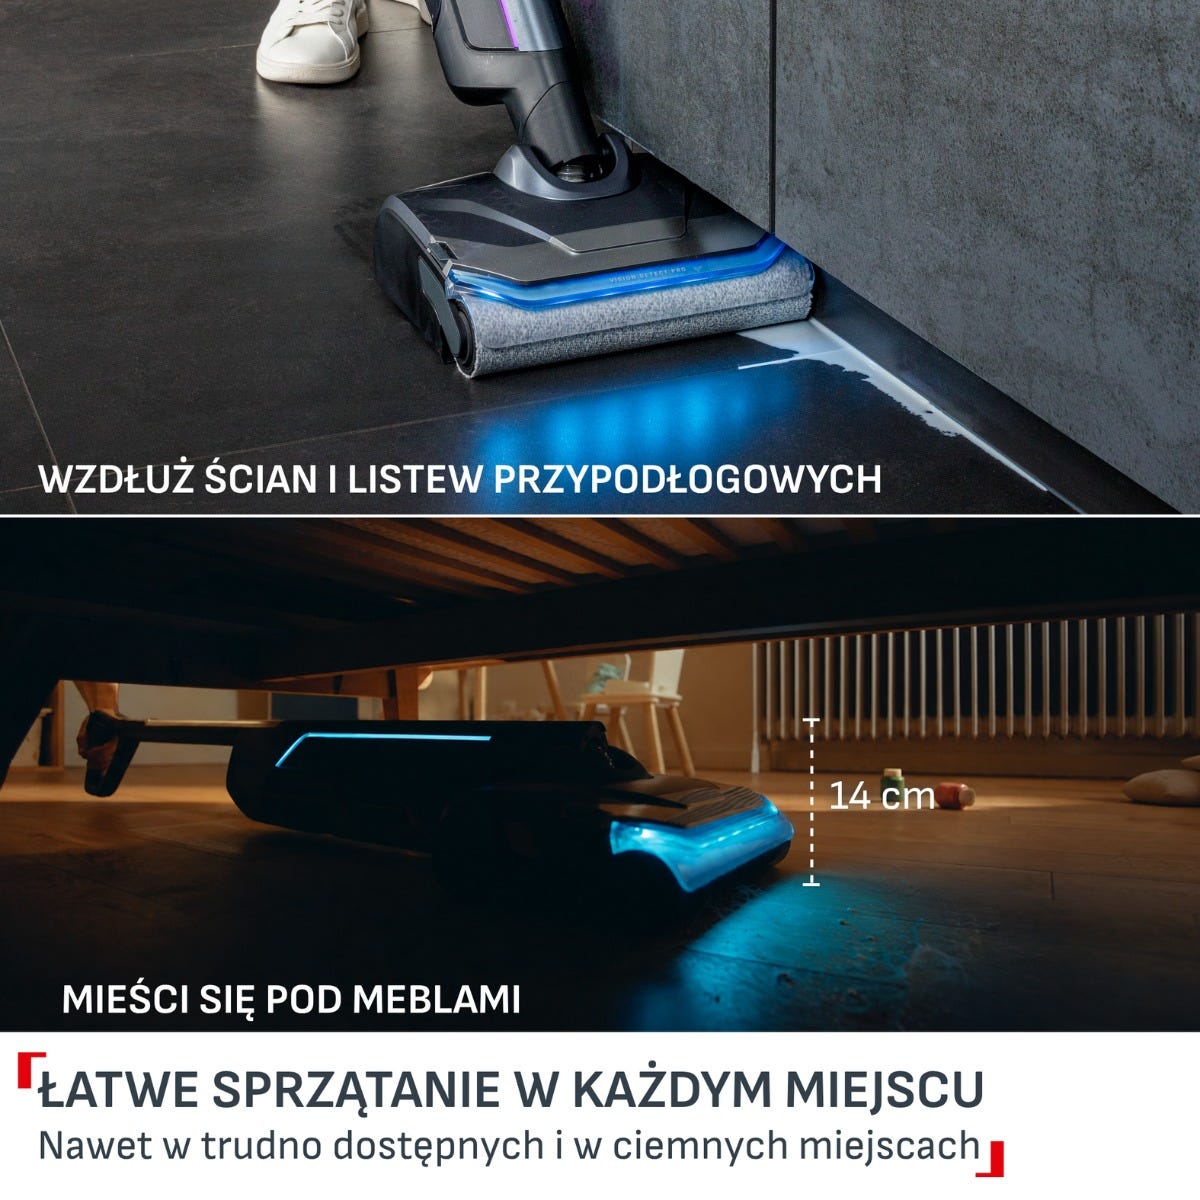 VISION DETECT PRO
WZDŁUŻ ŚCIAN I LISTEW PRZYPODŁOGOWYCH
14 cm
MIEŚCI SIĘ POD MEBLAMI
ŁATWE SPRZĄTANIE W KAŻDYM MIEJSCU
Nawet w trudno dostępnych i w ciemnych miejscach